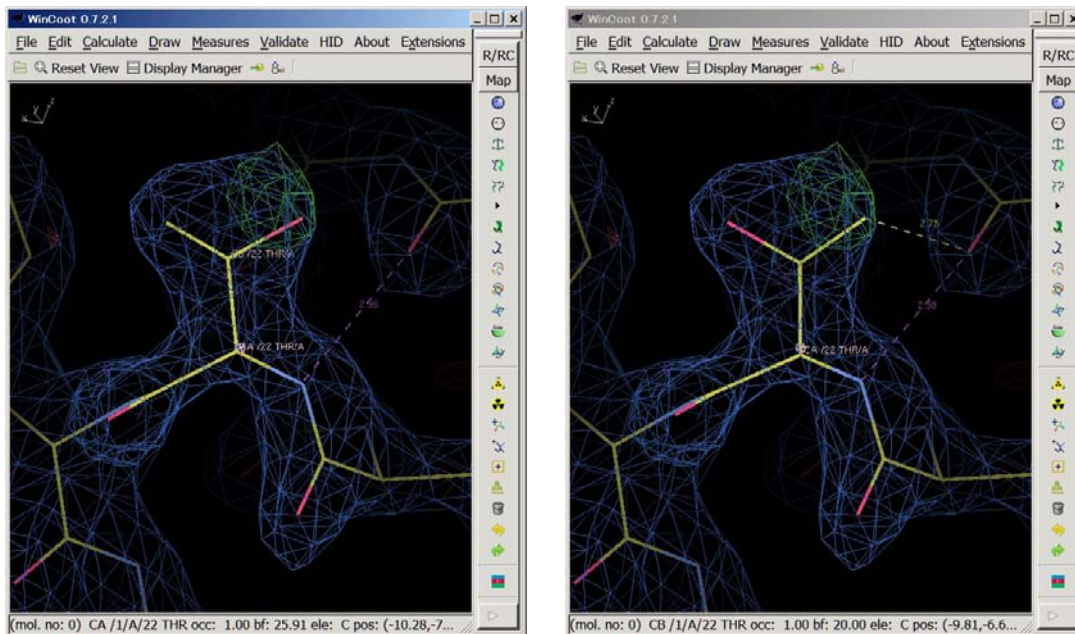 WinCoot 0.7.2.1
File Edit Calculate Draw Measures Validate HID About Extensions
Reset View Display Manager
R/RC
Map
/22 THR/A
/22 THR/A
(mol. no: 0) CA /1/A/22 THR occ: 1.00 bf: 25.91 ele: C pos: (-10.28,-7...
WinCoot 0.7.2.1
File Edit Calculate Draw Measures Validate HID About Extensions
Reset View Display Manager
R/RC
Map
2.75
CA /22 THR/A
(mol. no: 0) CB /1/A/22 THR occ: 1.00 bf: 20.00 ele: C pos: (-9.81,-6.6...